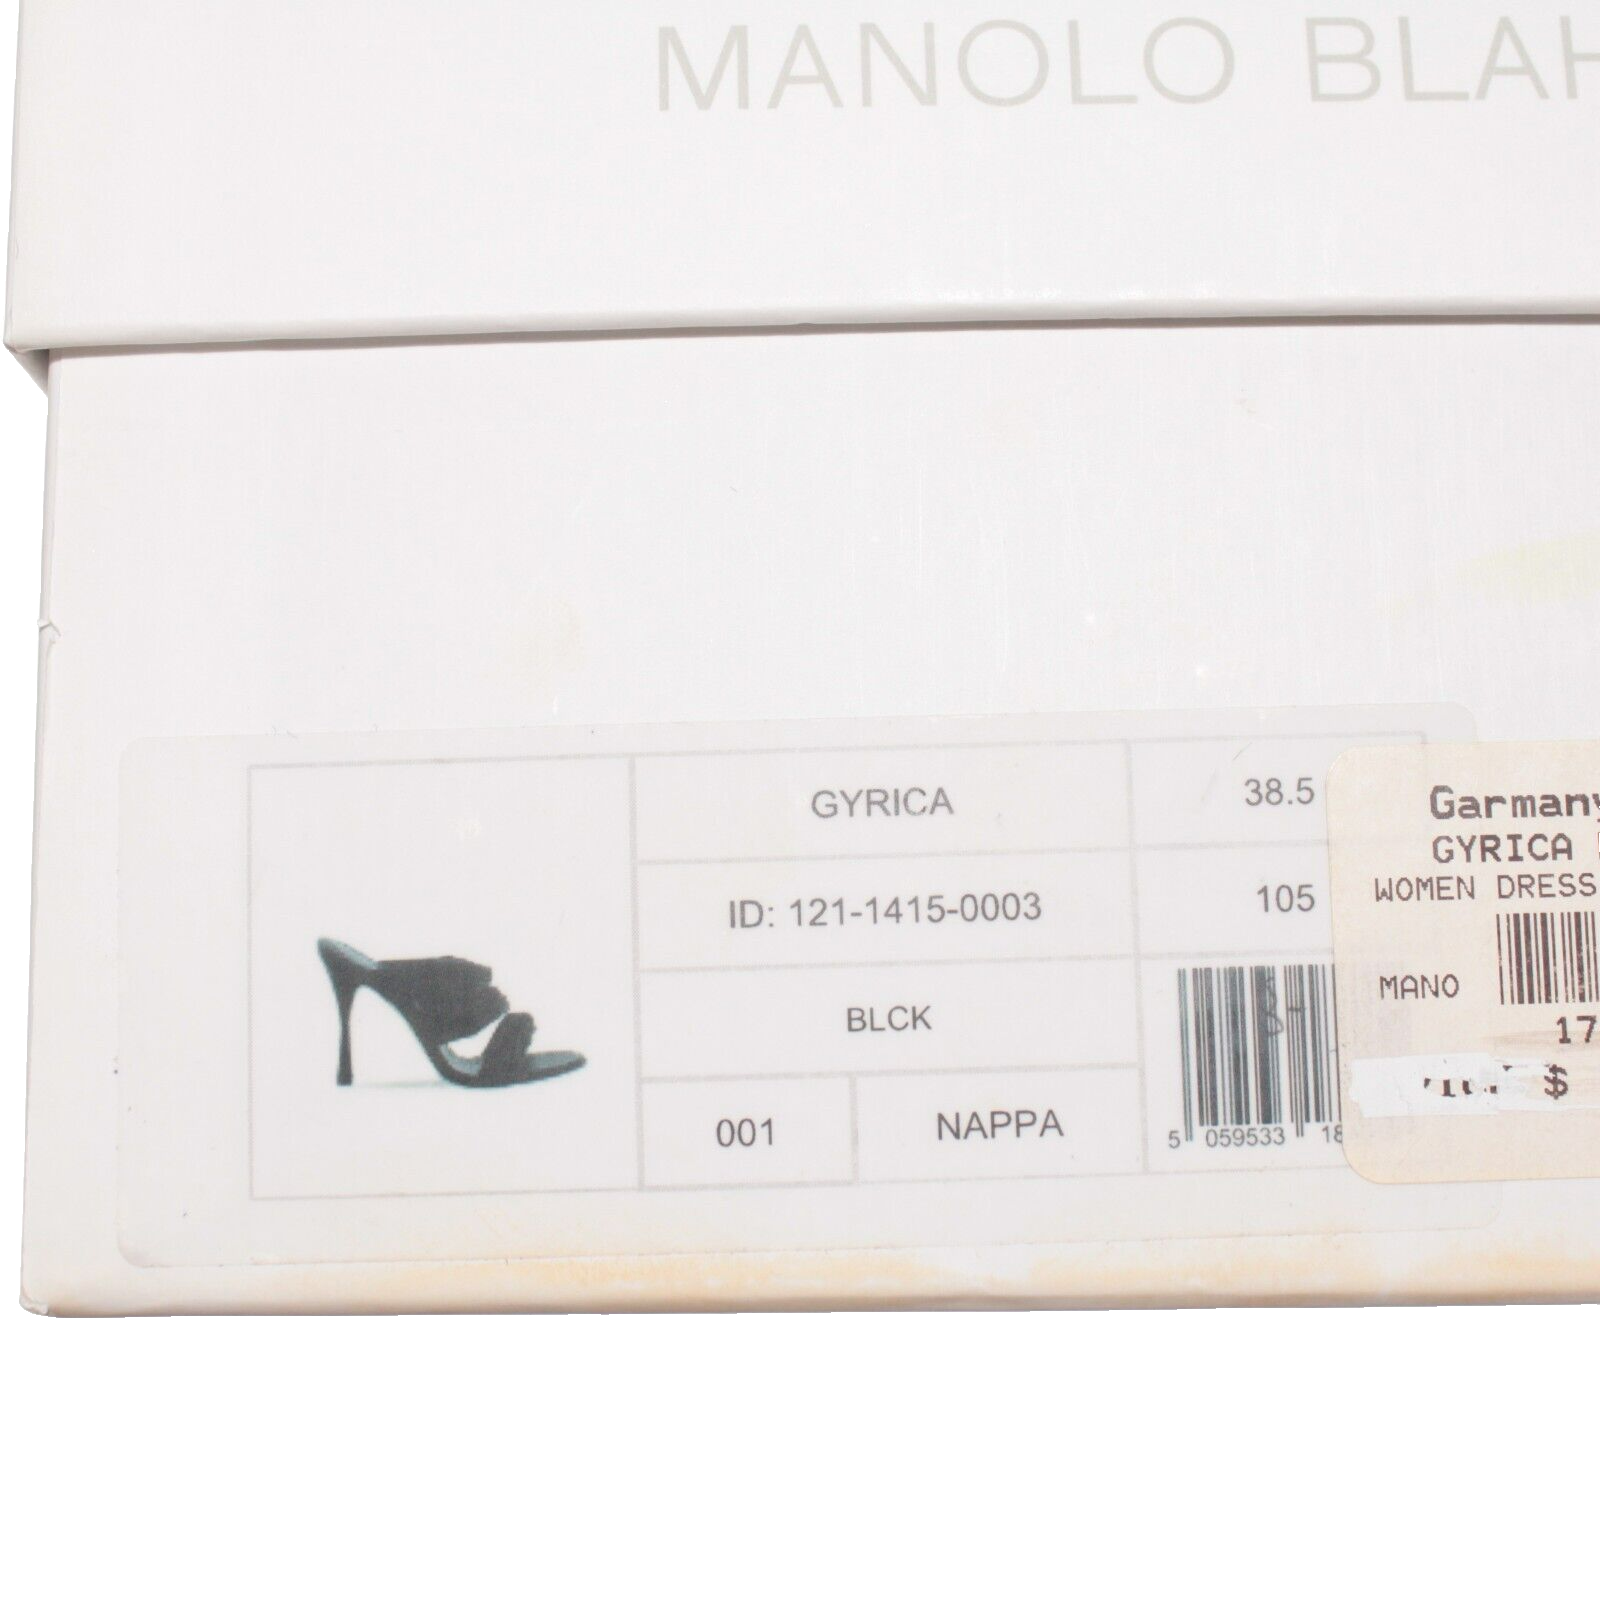 MANOLO BLAH
GYRICA
38.5
ID: 121-1415-0003
105
BLCK
001
NAPPA
5 059533 18
Garmany
GYRICA
WOMEN DRESS
MANO
17
$